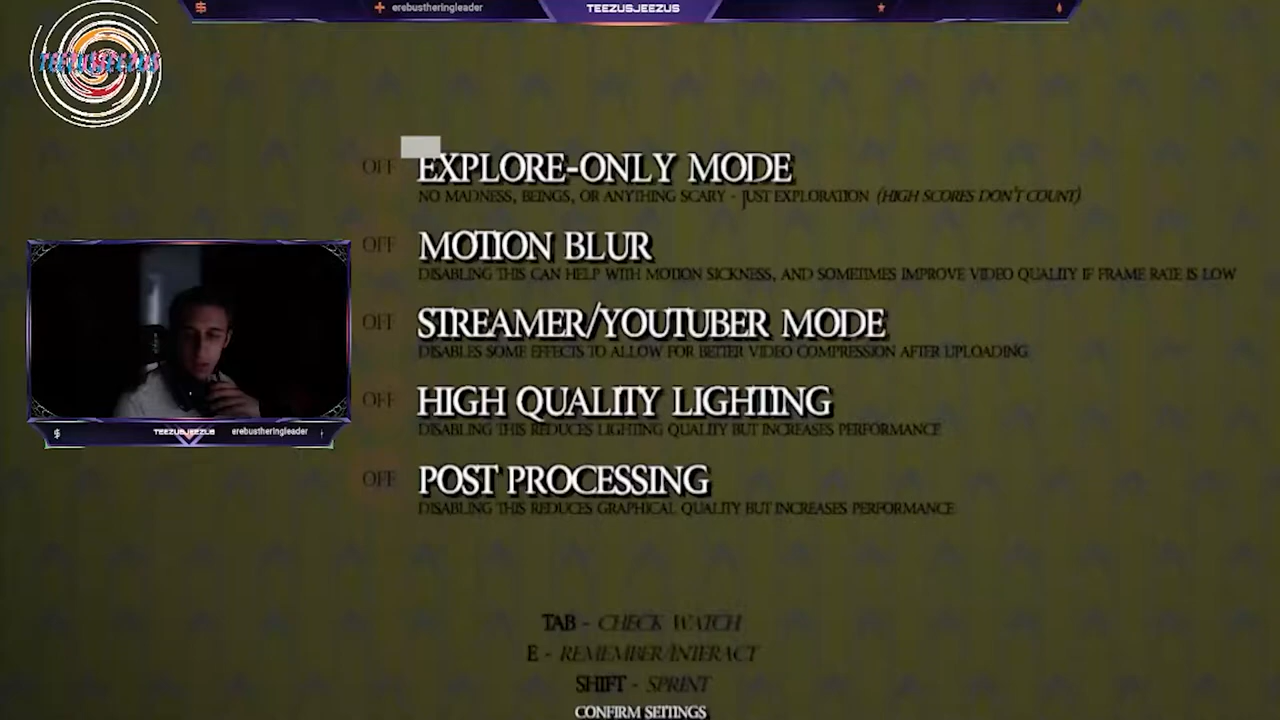 erebustheringleader
TEEZUSJEEZUS
TEEZUSJEEZUS
OFF EXPLORE-ONLY MODE
NO MADNESS, BEINGS, OR ANYTHING SCARY - JUST EXPLORATION (HIGH SCORES DON'T COUNT)
OFF MOTION BLUR
DISABLING THIS CAN HELP WITH MOTION SICKNESS, AND SOMETIMES IMPROVE VIDEO QUALITY IF FRAME RATE IS LOW
OFF STREAMER/YOUTUBER MODE
DISABLES SOME EFFECTS TO ALLOW FOR BETTER VIDEO COMPRESSION AFTER UPLOADING
OFF HIGH QUALITY LIGHTING
DISABLING THIS REDUCES LIGHTING QUALITY BUT INCREASES PERFORMANCE
TEEZUSJEEZUS erebustheringleader
OFF POST PROCESSING
DISABLING THIS REDUCES GRAPHICAL QUALITY BUT INCREASES PERFORMANCE
TAB - CHECK WATCH
E - REMEMBER/INTERACT
SHIFT - SPRINT
CONFIRM SETTINGS